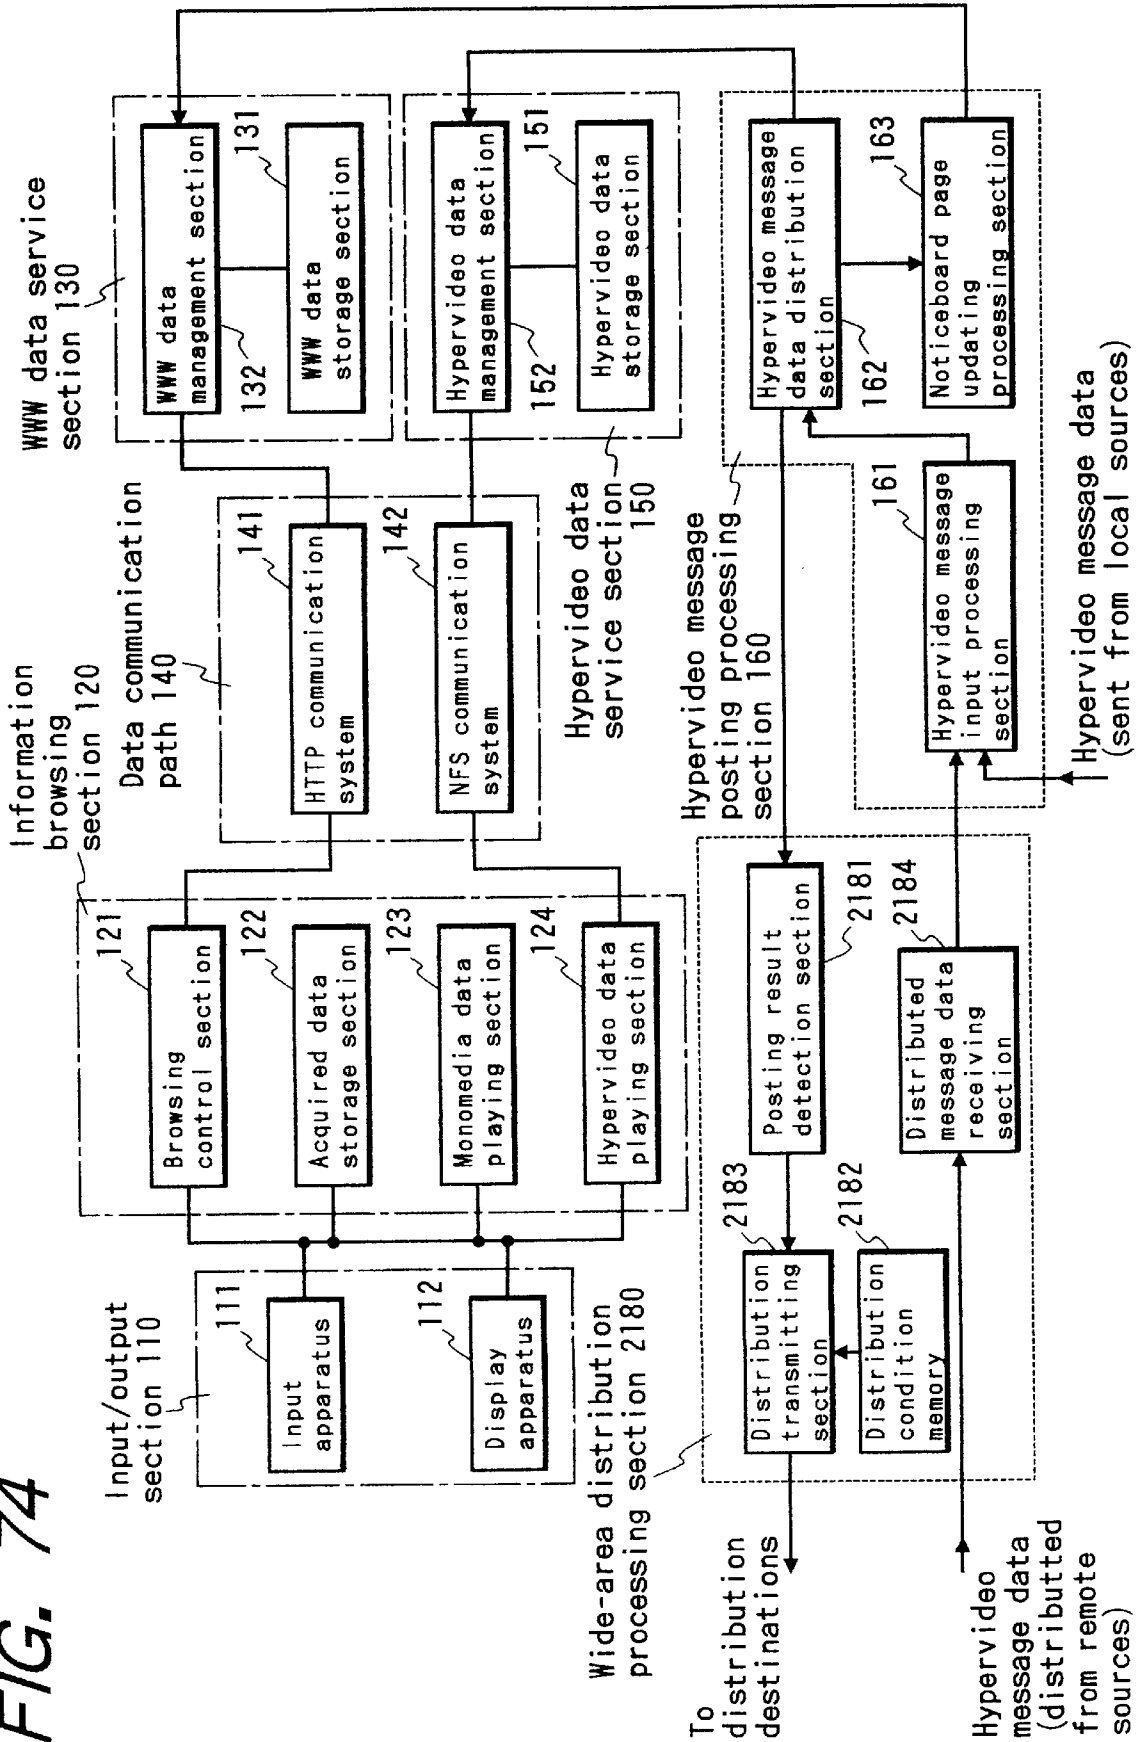 FIG. 74
Input/output
section 110
111
Input
apparatus
112
Display
apparatus
Information
browsing
section 120
121
Browsing
control section
122
Acquired data
storage section
123
Monomedia data
playing section
124
Hypervideo data
playing section
Data communication
path 140
141
HTTP communication
system
142
NFS communication
system
WWW data service
section 130
WWW data
management section
132
131
WWW data
storage section
Hypervideo data
management section
152
151
Hypervideo data
storage section
Hypervideo data
service section
150
Wide-area distribution
processing section 2180
To
distribution
destinations
2183
Distribution
transmitting
section
2182
Distribution
condition
memory
Posting result
detection section
2181
2184
Distributed
message data
receiving
section
Hypervideo
message data
(distributted
from remote
sources)
Hypervideo message
posting processing
section 160
Hypervideo message
data distribution
section
162
163
Noticeboard page
updating
processing section
161
Hypervideo message
input processing
section
Hypervideo message data
(sent from local sources)